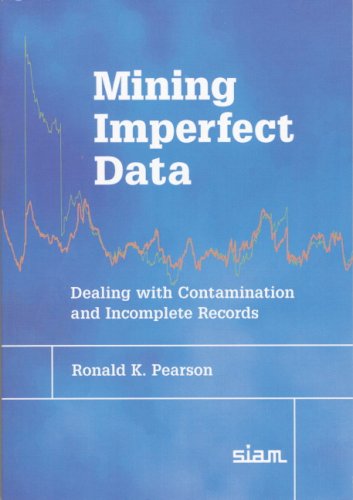 Mining
Imperfect
Data
Dealing with Contamination
and Incomplete Records
Ronald K. Pearson
siam